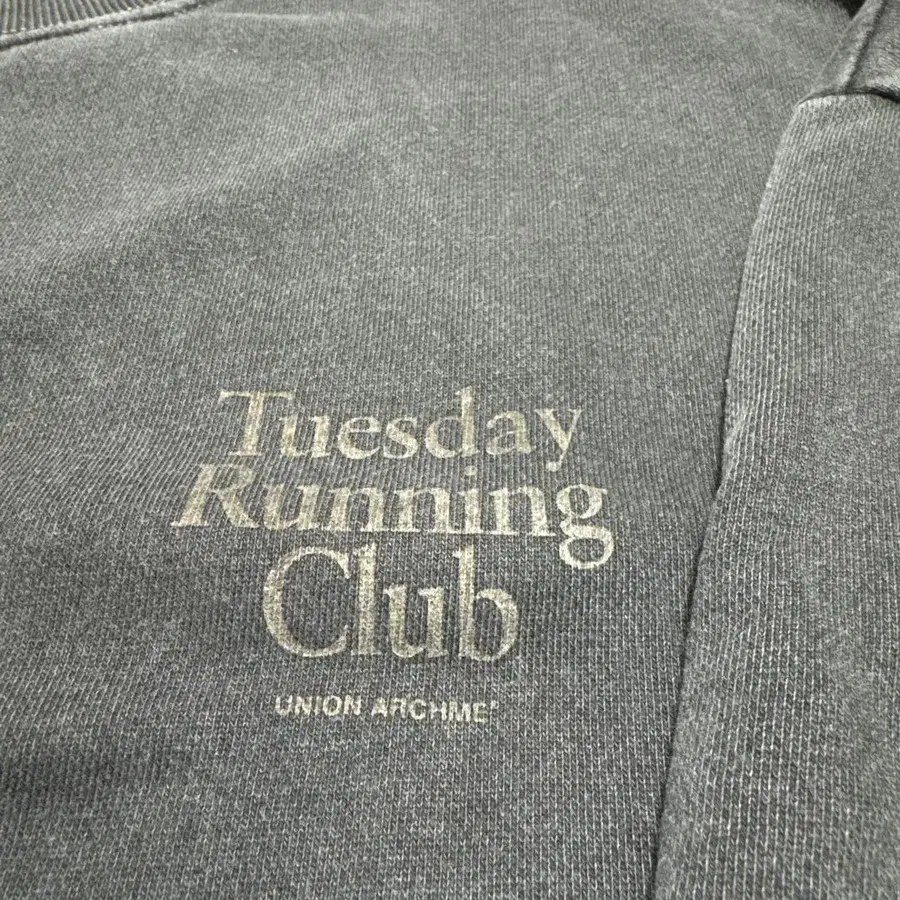 Tuesday
Running
Club
UNION ARCHME'